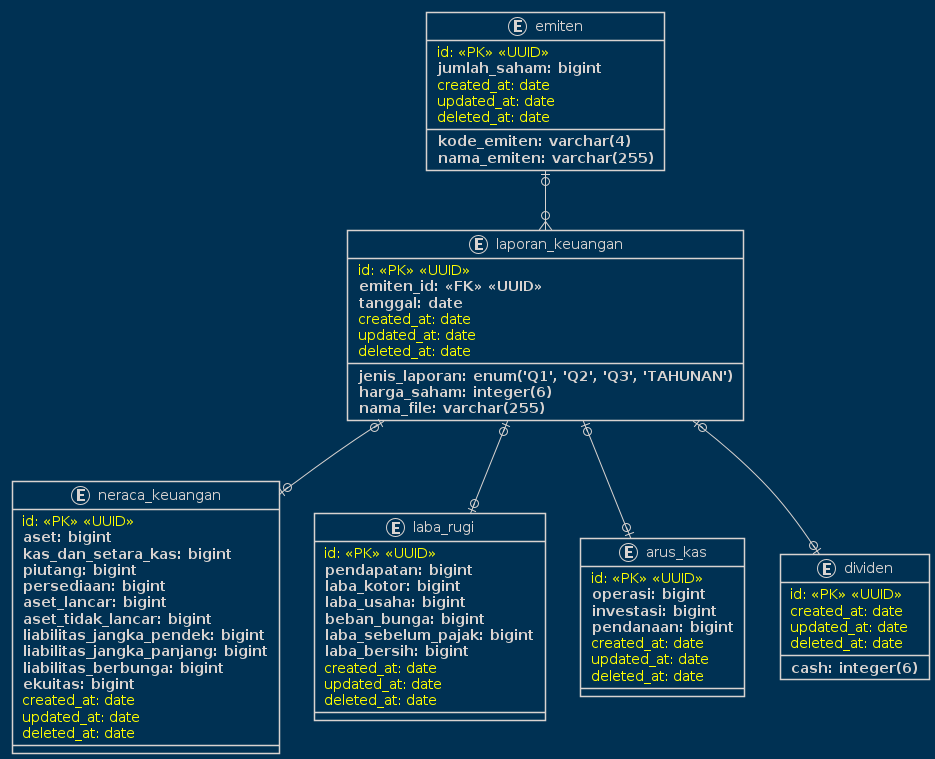 E emiten
id: «PK» «UUID»
jumlah_saham: bigint
created_at: date
updated_at: date
deleted_at: date
kode_emiten: varchar(4)
nama_emiten: varchar(255)
E laporan_keuangan
id: «PK» «UUID»
emiten_id: «FK» «UUID»
tanggal: date
created_at: date
updated_at: date
deleted_at: date
jenis_laporan: enum('Q1', 'Q2', 'Q3', 'TAHUNAN')
harga_saham: integer(6)
nama_file: varchar(255)
E neraca_keuangan
id: «PK» «UUID»
aset: bigint
kas_dan_setara_kas: bigint
piutang: bigint
persediaan: bigint
aset_lancar: bigint
aset_tidak_lancar: bigint
liabilitas_jangka_pendek: bigint
liabilitas_jangka_panjang: bigint
liabilitas_berbunga: bigint
ekuitas: bigint
created_at: date
updated_at: date
deleted_at: date
E laba_rugi
id: «PK» «UUID»
pendapatan: bigint
laba_kotor: bigint
laba_usaha: bigint
beban_bunga: bigint
laba_sebelum_pajak: bigint
laba_bersih: bigint
created_at: date
updated_at: date
deleted_at: date
E arus_kas
id: «PK» «UUID»
operasi: bigint
investasi: bigint
pendanaan: bigint
created_at: date
updated_at: date
deleted_at: date
E dividen
id: «PK» «UUID»
created_at: date
updated_at: date
deleted_at: date
cash: integer(6)